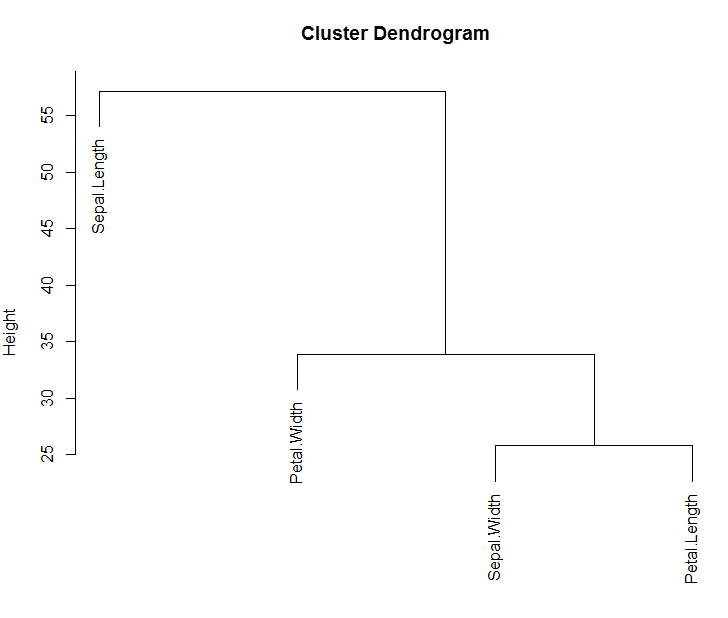 Cluster Dendrogram
Height
55
50
45
40
35
30
25
Sepal.Length
Petal.Width
Sepal.Width
Petal.Length